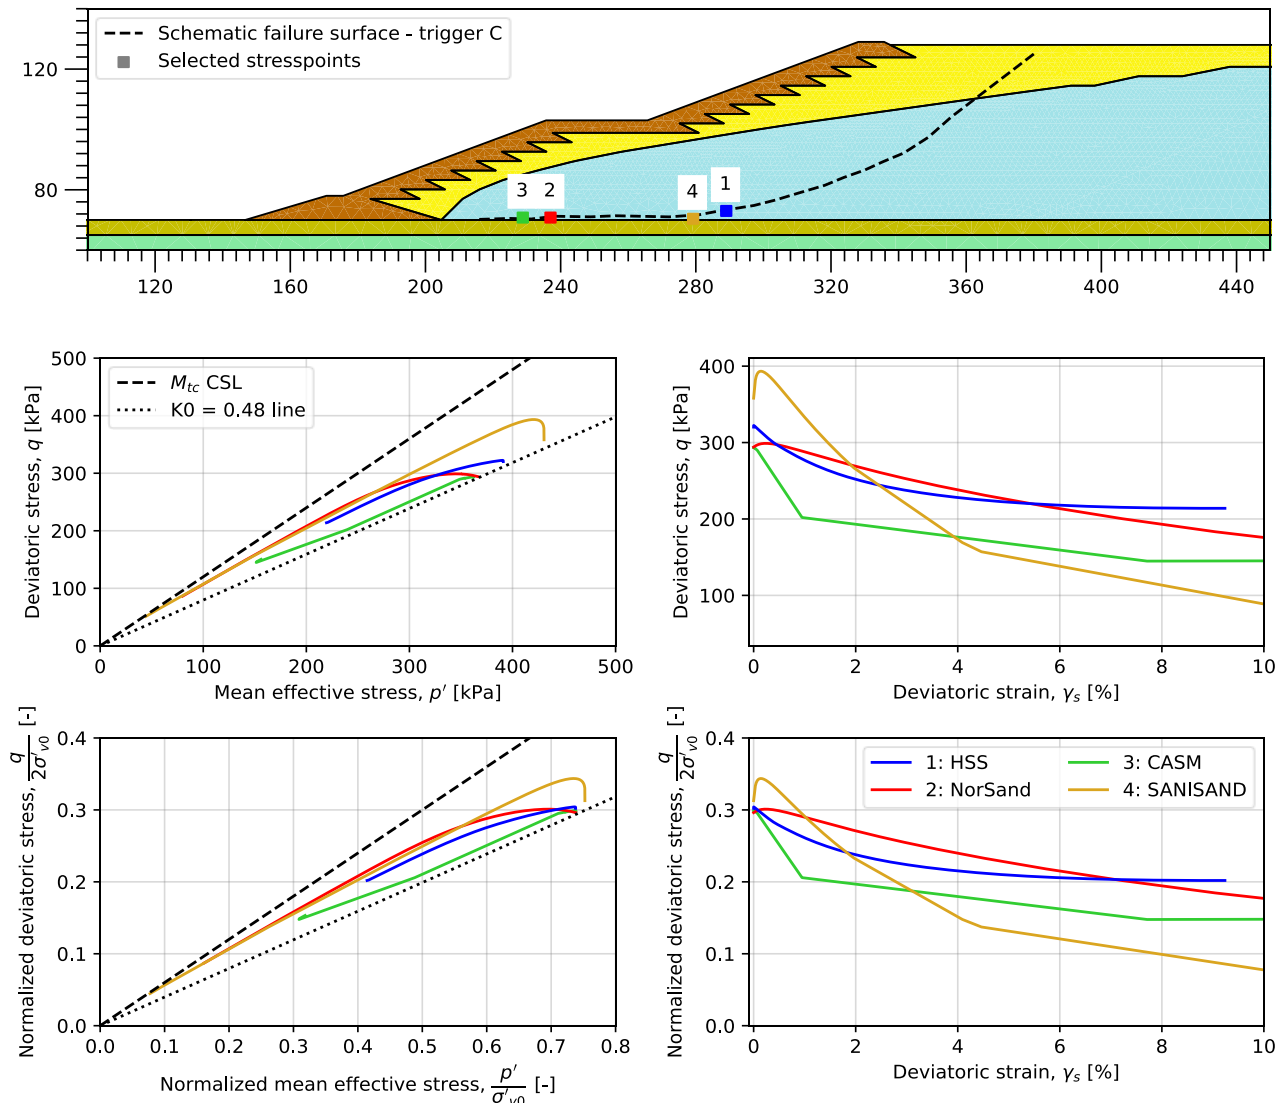 Schematic failure surface - trigger C
Selected stresspoints
120
80
3 2 4 1
120 160 200 240 280 320 360 400 440
Deviatoric stress, q [kPa]
500
400
300
200
100
0
M_tc CSL
K0 = 0.48 line
0 100 200 300 400 500
Mean effective stress, p′ [kPa]
Deviatoric stress, q [kPa]
400
300
200
100
0 2 4 6 8 10
Deviatoric strain, γ_s [%]
Normalized deviatoric stress, q/2σ′_v0 [-]
0.4
0.3
0.2
0.1
0.0
0.0 0.1 0.2 0.3 0.4 0.5 0.6 0.7 0.8
Normalized mean effective stress, p′/σ′_v0 [-]
Normalized deviatoric stress, q/2σ′_v0 [-]
0.4
0.3
0.2
0.1
0.0
1: HSS 3: CASM
2: NorSand 4: SANISAND
0 2 4 6 8 10
Deviatoric strain, γ_s [%]